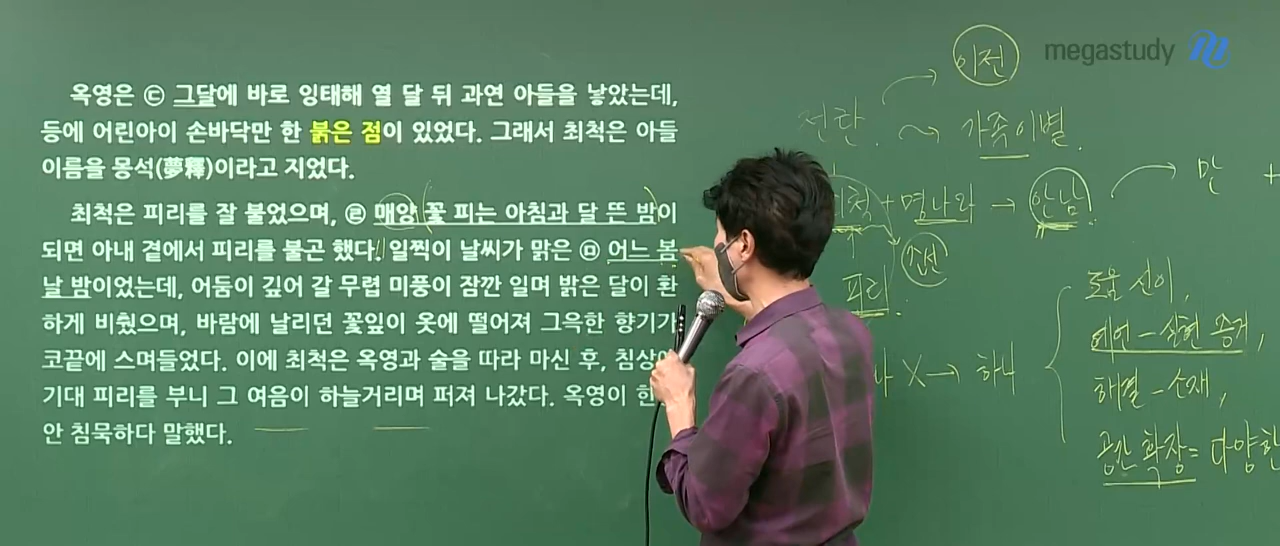 megastudy
옥영은 ㉢ 그달에 바로 잉태해 열 달 뒤 과연 아들을 낳았는데,
등에 어린아이 손바닥만 한 붉은 점이 있었다. 그래서 최척은 아들
이름을 몽석(夢釋)이라고 지었다.
최척은 피리를 잘 불었으며, ㉣ 매양 꽃 피는 아침과 달 뜬 밤이
되면 아내 곁에서 피리를 불곤 했다. 일찍이 날씨가 맑은 ㉤ 어느 봄
날 밤이었는데, 어둠이 깊어 갈 무렵 미풍이 잠깐 일며 밝은 달이 환
하게 비췄으며, 바람에 날리던 꽃잎이 옷에 떨어져 그윽한 향기가
코끝에 스며들었다. 이에 최척은 옥영과 술을 따라 마신 후, 침상에
기대 피리를 부니 그 여음이 하늘거리며 퍼져 나갔다. 옥영이 한
안 침묵하다 말했다.
이전
전란 가족이별.
척 + 명나라 → 안남 만 +
조선
피리.
X → 하나
도움 신이,
예언 - 실현 증거,
해결 - 소재,
공간 확장 = 다양한